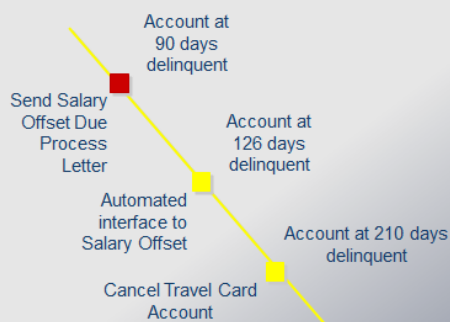 Account at
90 days
delinquent
Send Salary
Offset Due
Process
Letter
Account at
126 days
delinquent
Automated
interface to
Salary Offset
Account at 210 days
delinquent
Cancel Travel Card
Account